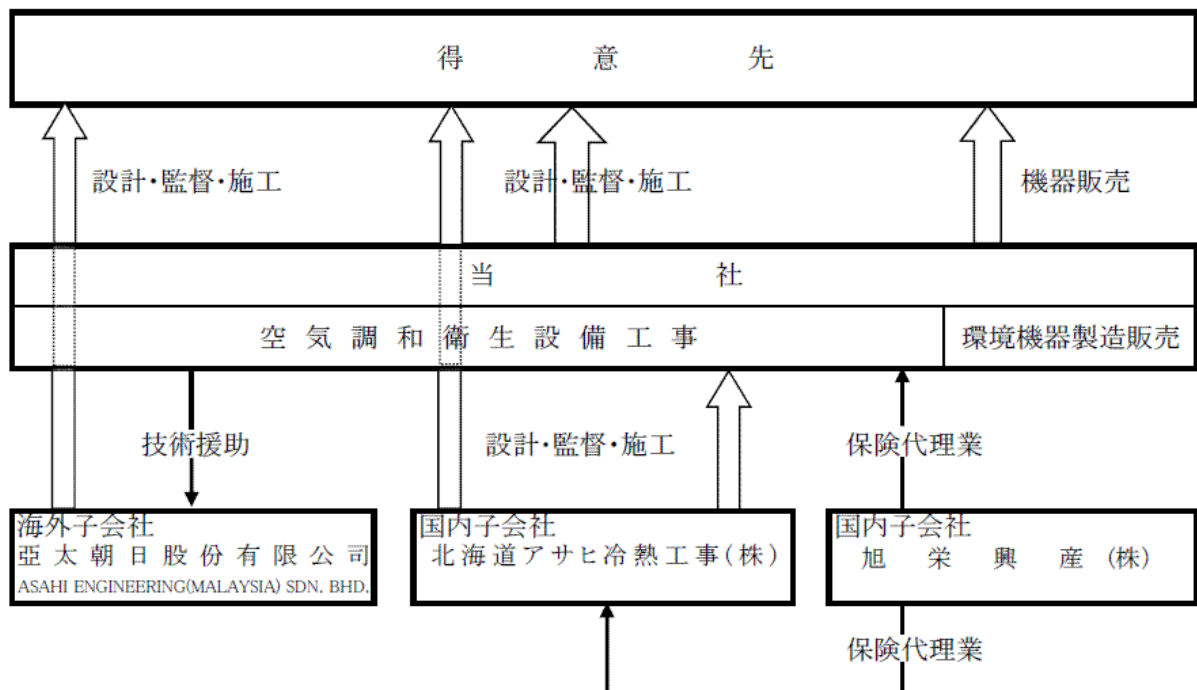 得意先
設計・監督・施工
設計・監督・施工
機器販売
当社
空気調和衛生設備工事
環境機器製造販売
技術援助
設計・監督・施工
保険代理業
海外子会社
亞太朝日股份有限公司
ASAHI ENGINEERING(MALAYSIA) SDN, BHD,
国内子会社
北海道アサヒ冷熱工事(株)
国内子会社
旭栄興産(株)
保険代理業